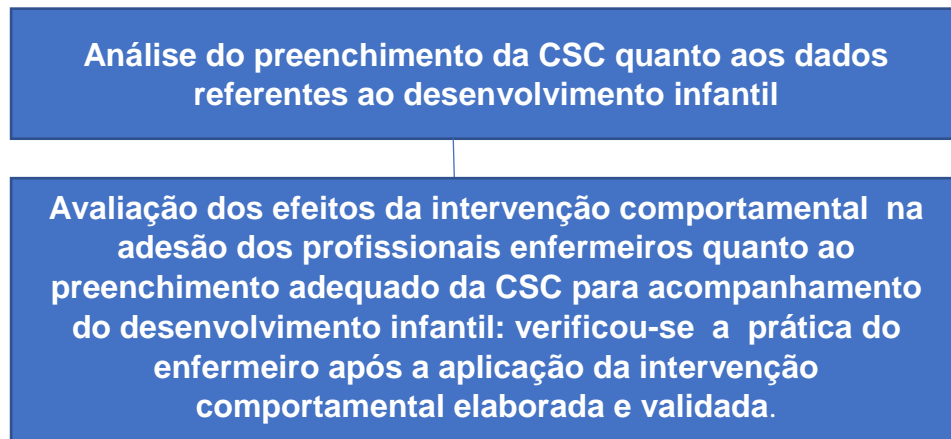 Análise do preenchimento da CSC quanto aos dados
referentes ao desenvolvimento infantil
Avaliação dos efeitos da intervenção comportamental na
adesão dos profissionais enfermeiros quanto ao
preenchimento adequado da CSC para acompanhamento
do desenvolvimento infantil: verificou-se a prática do
enfermeiro após a aplicação da intervenção
comportamental elaborada e validada.